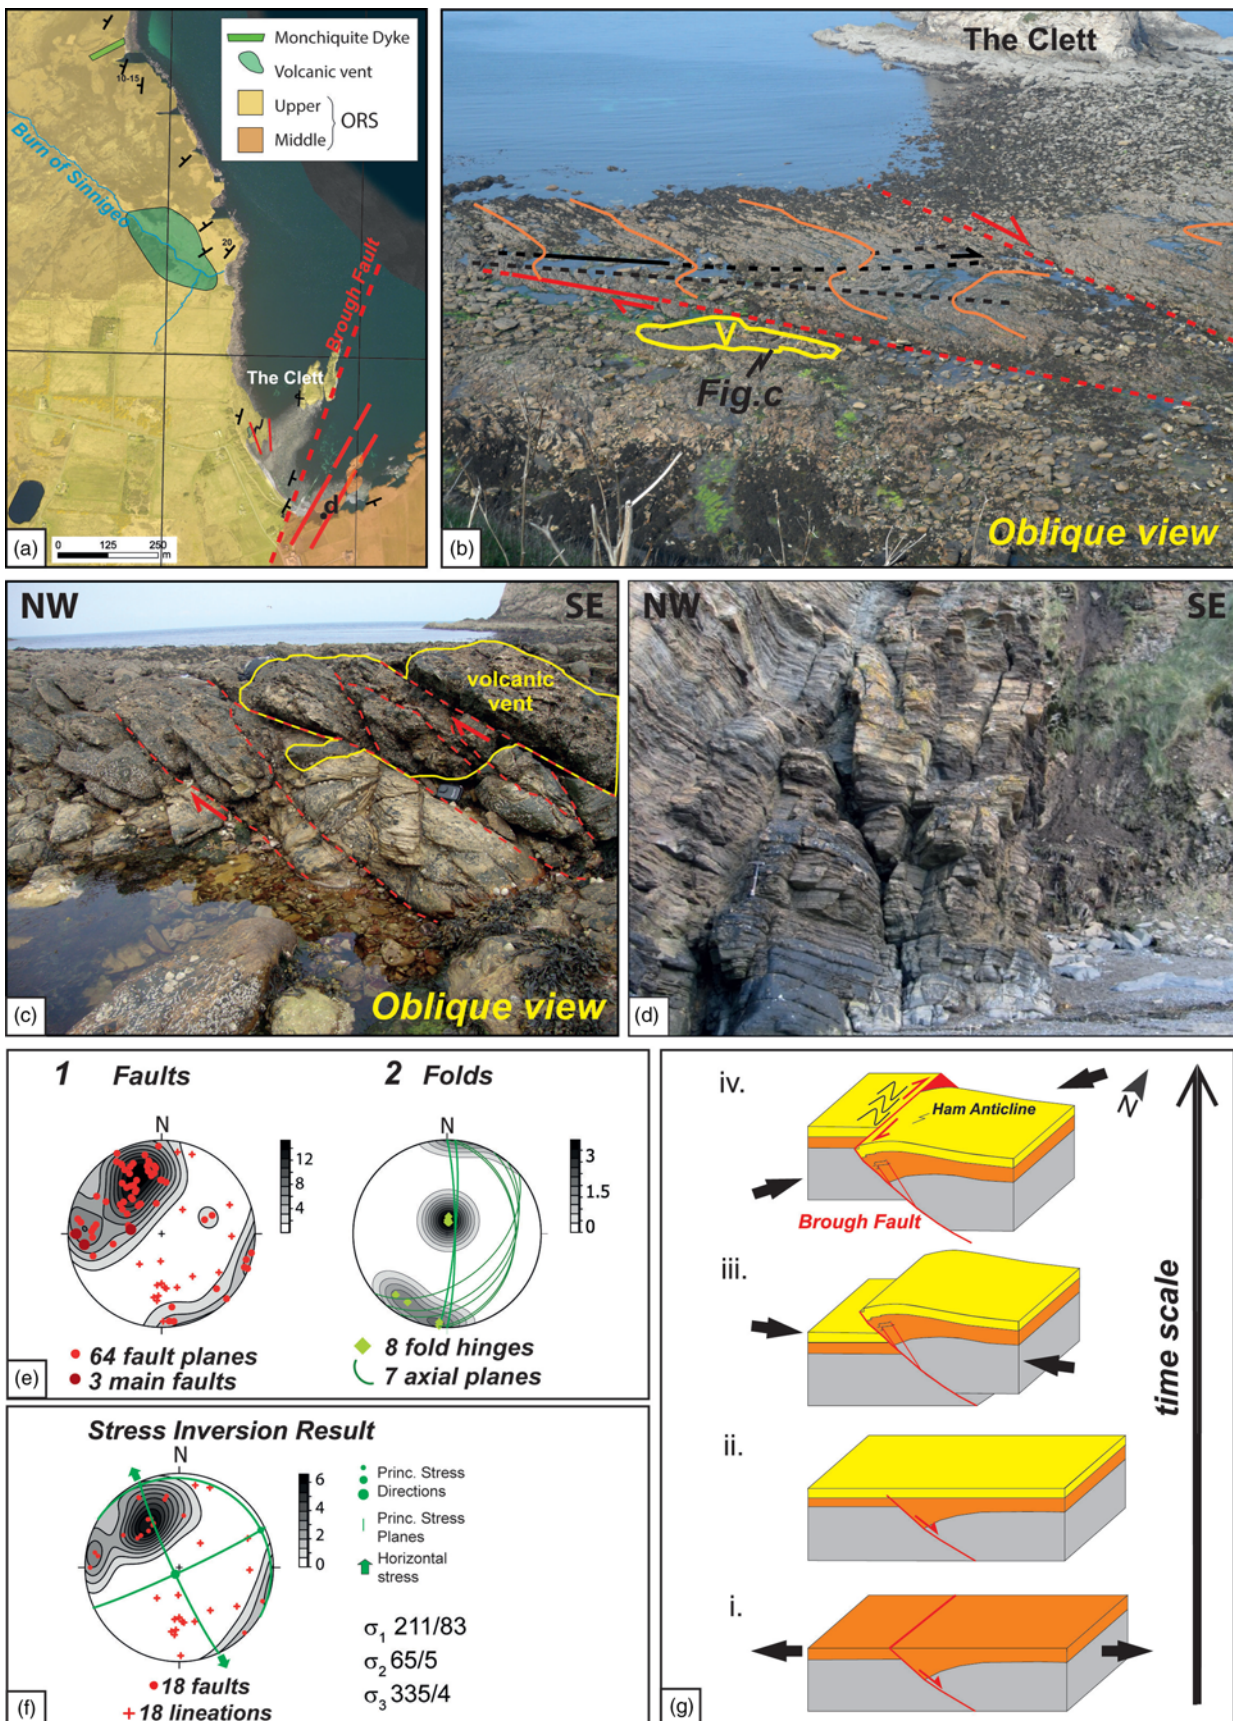 Monchiquite Dyke
Volcanic vent
Upper
Middle
ORS
10-15
Burn of Sinniges
20
Brough Fault
The Clett
d
0 125 250
m
(a)
The Clett
V
Fig.c
Oblique view
(b)
NW
SE
volcanic
vent
Oblique view
(c)
NW
SE
(d)
1 Faults
N
12
8
4
64 fault planes
3 main faults
2 Folds
N
3
1.5
0
8 fold hinges
7 axial planes
(e)
Stress Inversion Result
N
6
4
2
0
Princ. Stress
Directions
Princ. Stress
Planes
Horizontal
stress
σ1 211/83
σ2 65/5
σ3 335/4
18 faults
+18 lineations
(f)
iv.
N
Ham Anticline
Brough Fault
iii.
ii.
i.
time scale
(g)